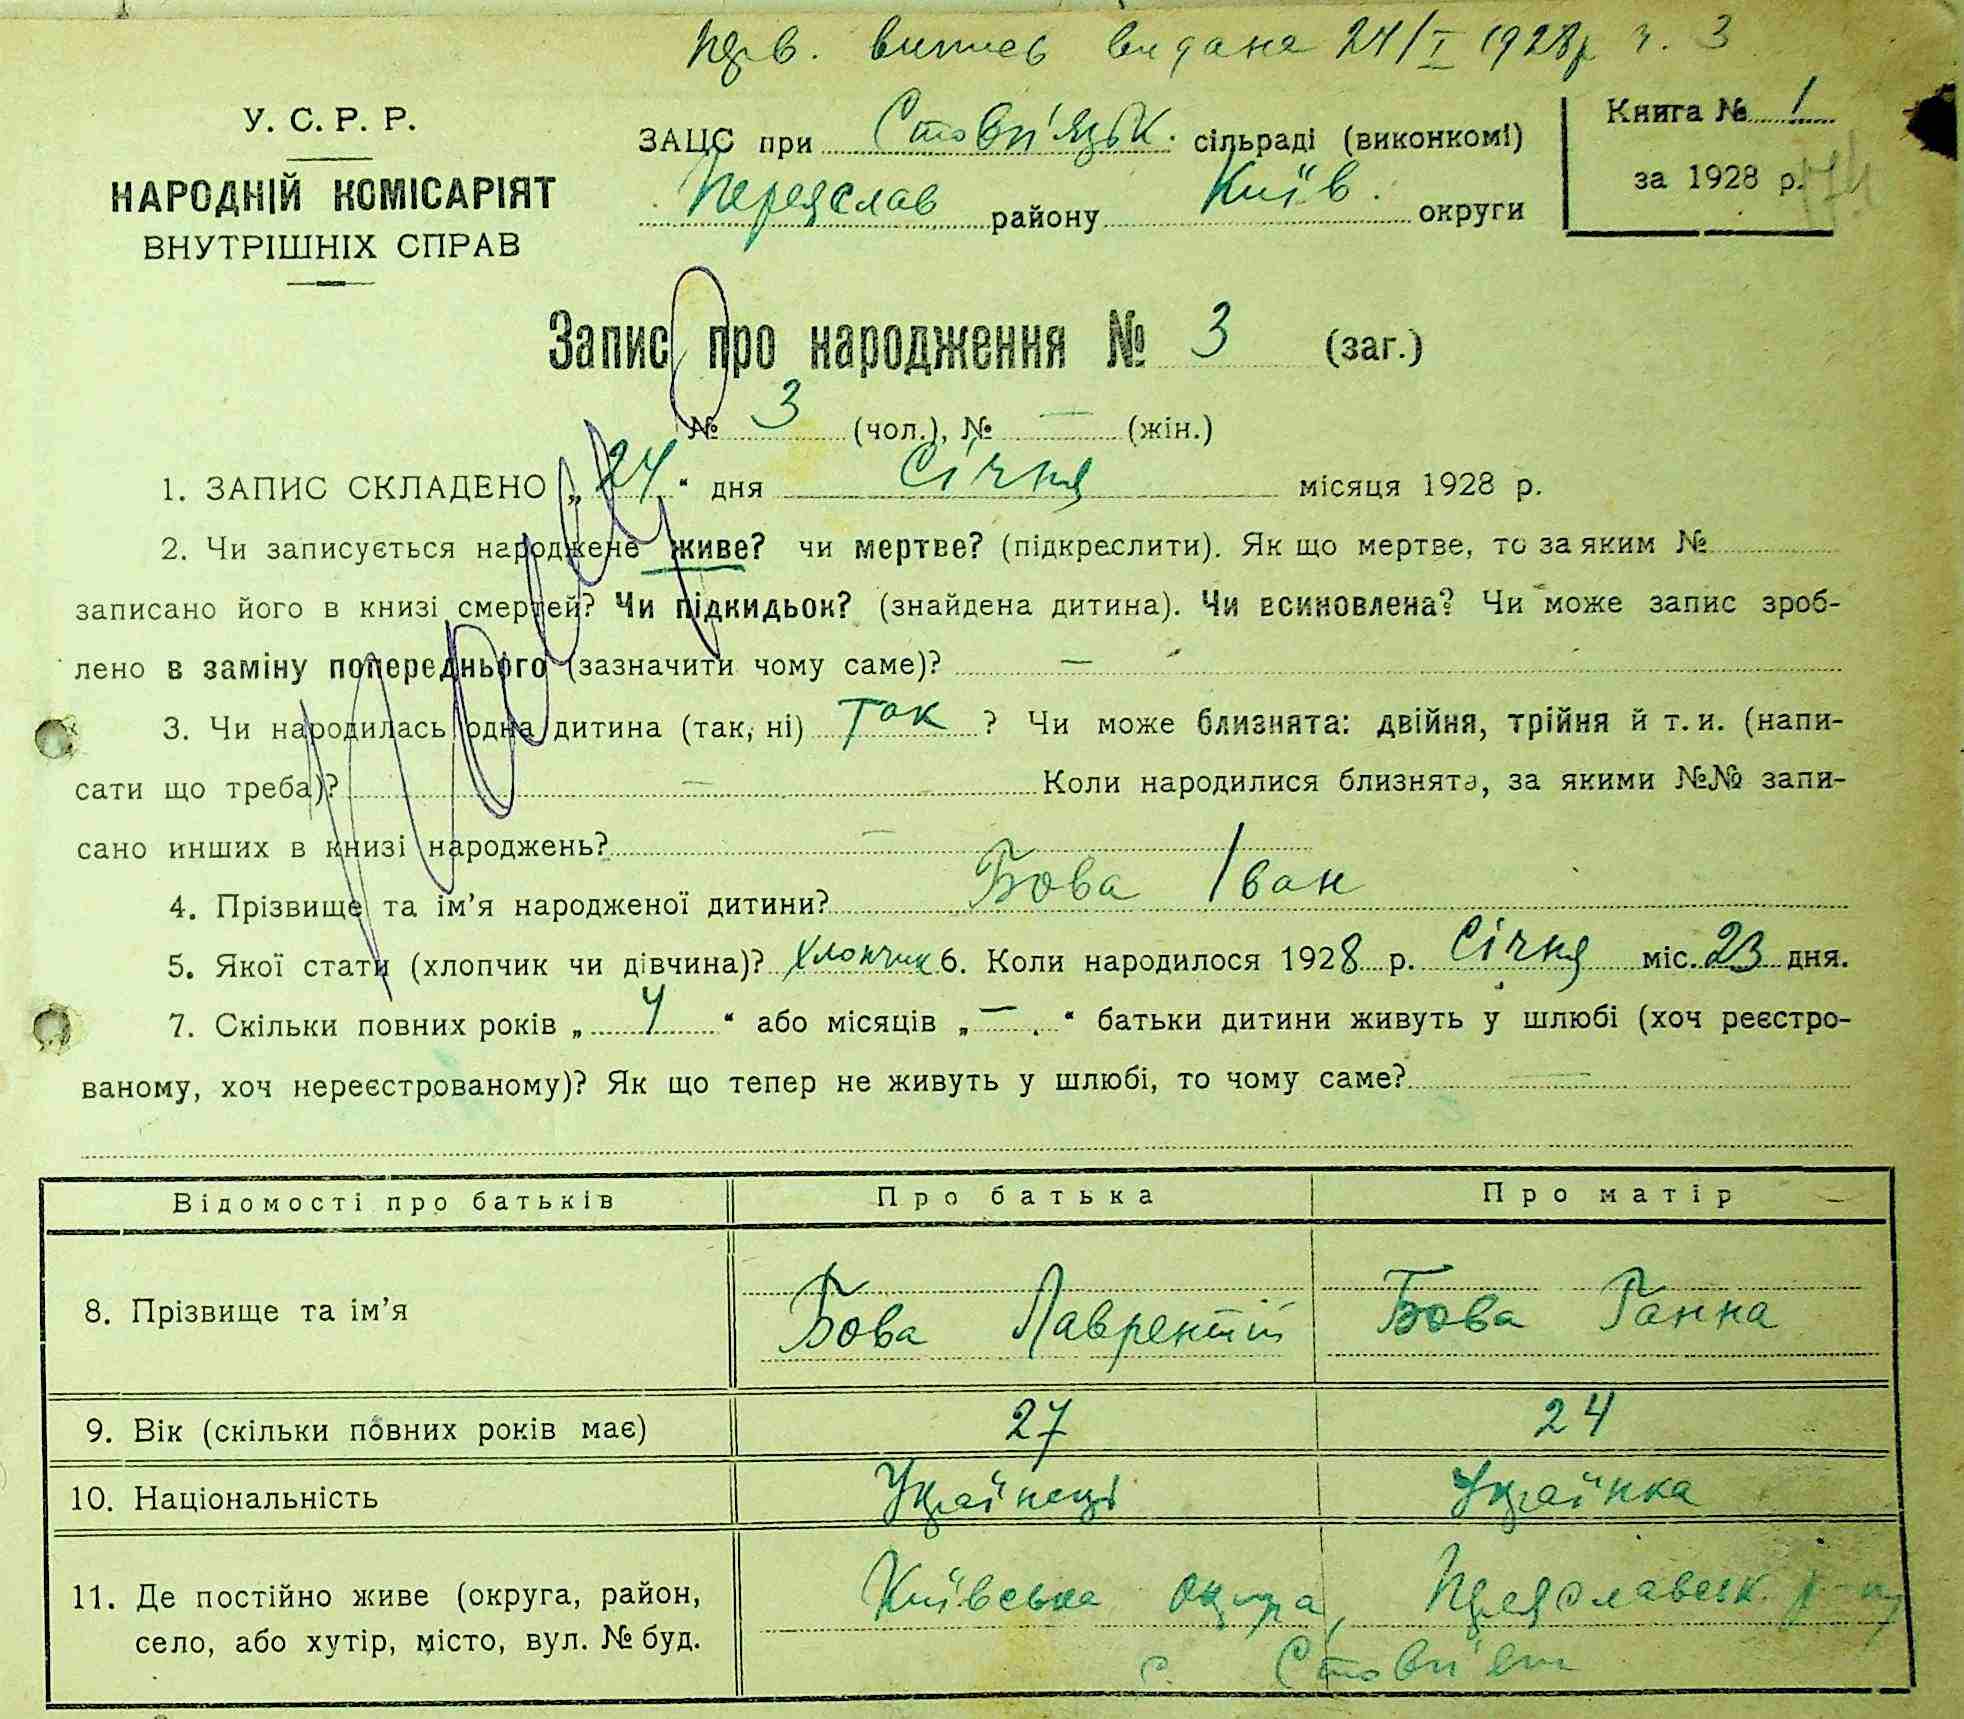 перв. выпись видана 24/I 1928р ч. 3
У. С. Р. Р.
НАРОДНІЙ КОМІСАРІЯТ
ВНУТРІШНІХ СПРАВ
ЗАЦС при Стовп'язьк. сільраді (виконкомі)
Переяслав району Київ. округи
Книга № 1
за 1928 р.
Запис про народження № 3 (заг.)
№ 3 (чол.), № — (жін.)
1. ЗАПИС СКЛАДЕНО „24“ дня Січня місяця 1928 р.
2. Чи записується народжене живе? чи мертве? (підкреслити). Як що мертве, то за яким №
записано його в книзі смертей? Чи підкидьок? (знайдена дитина). Чи всиновлена? Чи може запис зроб-
лено в заміну попереднього (зазначити чому саме)? —
3. Чи народилась одна дитина (так, ні) так ? Чи може близнята: двійня, трійня й т. и. (напи-
сати що треба)? — Коли народилися близнята, за якими №№ запи-
сано инших в книзі народжень? —
4. Прізвище та ім'я народженої дитини? Бова Іван
5. Якої стати (хлопчик чи дівчина)? хлопчик 6. Коли народилося 1928 р. Січня міс. 23 дня.
7. Скільки повних років „ 4 “ або місяців „ — “ батьки дитини живуть у шлюбі (хоч реєстро-
ваному, хоч нереєстрованому)? Як що тепер не живуть у шлюбі, то чому саме? —
Відомості про батьків Про батька Про матір
8. Прізвище та ім'я Бова Лаврентій Бова Ганна
9. Вік (скільки повних років має) 27 24
10. Національність Українець Українка
11. Де постійно живе (округа, район,
село, або хутір, місто, вул. № буд.
Київська округа, Переяславськ. р-ну
с. Стовп'яги